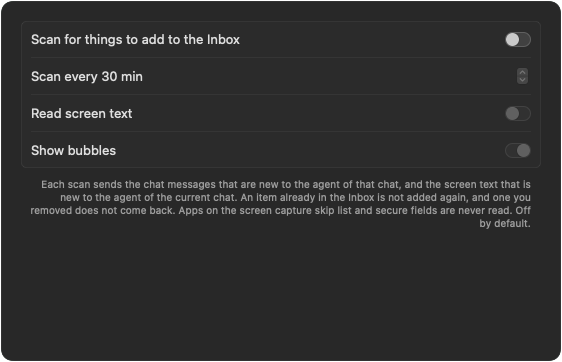 Scan for things to add to the Inbox
Scan every 30 min
Read screen text
Show bubbles
Each scan sends the chat messages that are new to the agent of that chat, and the screen text that is
new to the agent of the current chat. An item already in the Inbox is not added again, and one you
removed does not come back. Apps on the screen capture skip list and secure fields are never read. Off
by default.